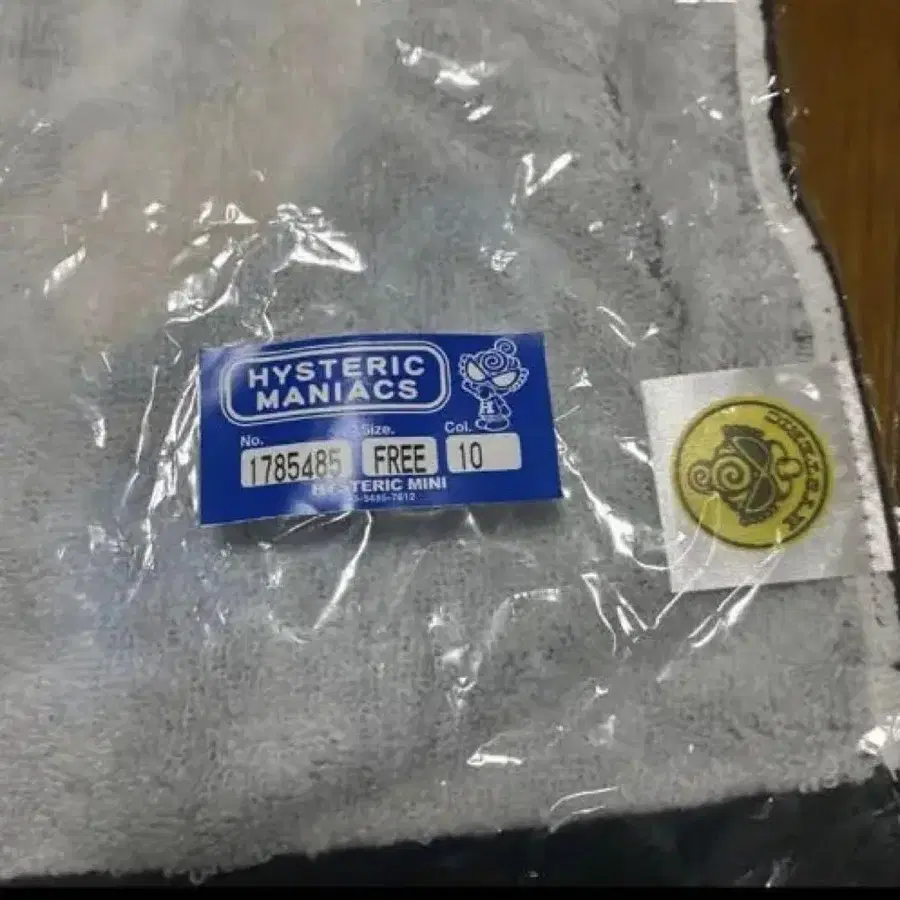 HYSTERIC
MANIACS
No.
Size.
Col.
1785485
FREE
10
HYSTERIC MINI